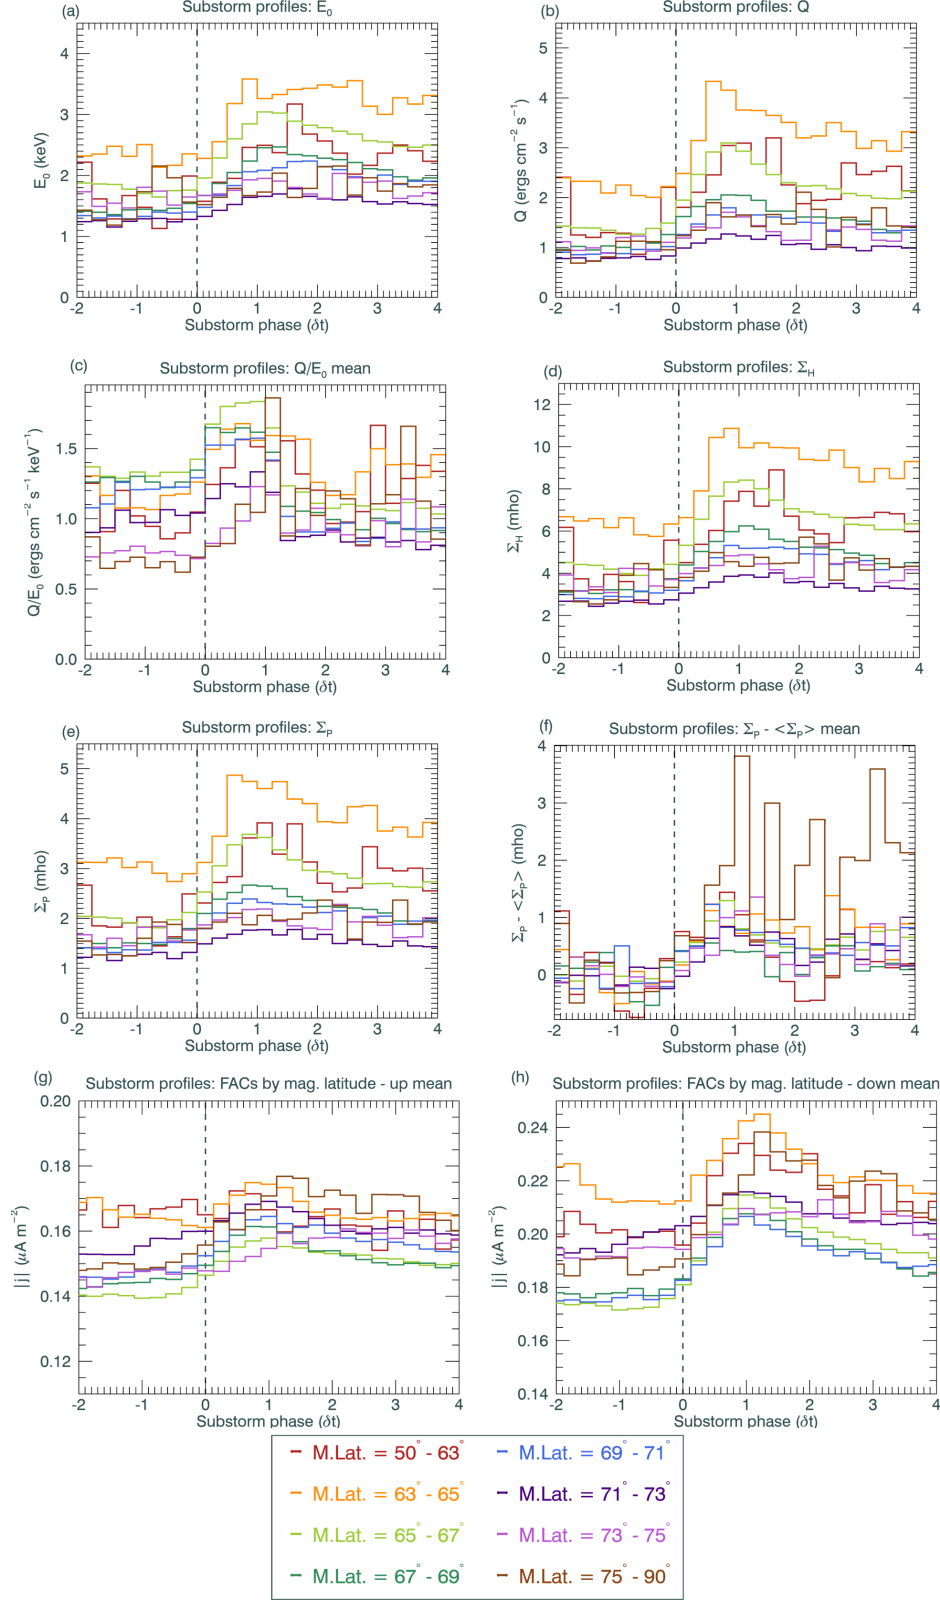 (a) Substorm profiles: E₀
4
3
2
1
0
E₀ (keV)
-2 -1 0 1 2 3 4
Substorm phase (δt)
(b) Substorm profiles: Q
5
4
3
2
1
0
Q (ergs cm⁻² s⁻¹)
-2 -1 0 1 2 3 4
Substorm phase (δt)
(c) Substorm profiles: Q/E₀ mean
1.5
1.0
0.5
0.0
Q/E₀ (ergs cm⁻² s⁻¹ keV⁻¹)
-2 -1 0 1 2 3 4
Substorm phase (δt)
(d) Substorm profiles: Σ_H
12
10
8
6
4
2
0
Σ_H (mho)
-2 -1 0 1 2 3 4
Substorm phase (δt)
(e) Substorm profiles: Σ_P
5
4
3
2
1
0
Σ_P (mho)
-2 -1 0 1 2 3 4
Substorm phase (δt)
(f) Substorm profiles: Σ_P - <Σ_P> mean
4
3
2
1
0
Σ_P - <Σ_P> (mho)
-2 -1 0 1 2 3 4
Substorm phase (δt)
(g) Substorm profiles: FACs by mag. latitude - up mean
0.20
0.18
0.16
0.14
0.12
|j| (μA m⁻²)
-2 -1 0 1 2 3 4
Substorm phase (δt)
(h) Substorm profiles: FACs by mag. latitude - down mean
0.24
0.22
0.20
0.18
0.16
0.14
|j| (μA m⁻²)
-2 -1 0 1 2 3 4
Substorm phase (δt)
M.Lat. = 50° - 63°
M.Lat. = 63° - 65°
M.Lat. = 65° - 67°
M.Lat. = 67° - 69°
M.Lat. = 69° - 71°
M.Lat. = 71° - 73°
M.Lat. = 73° - 75°
M.Lat. = 75° - 90°